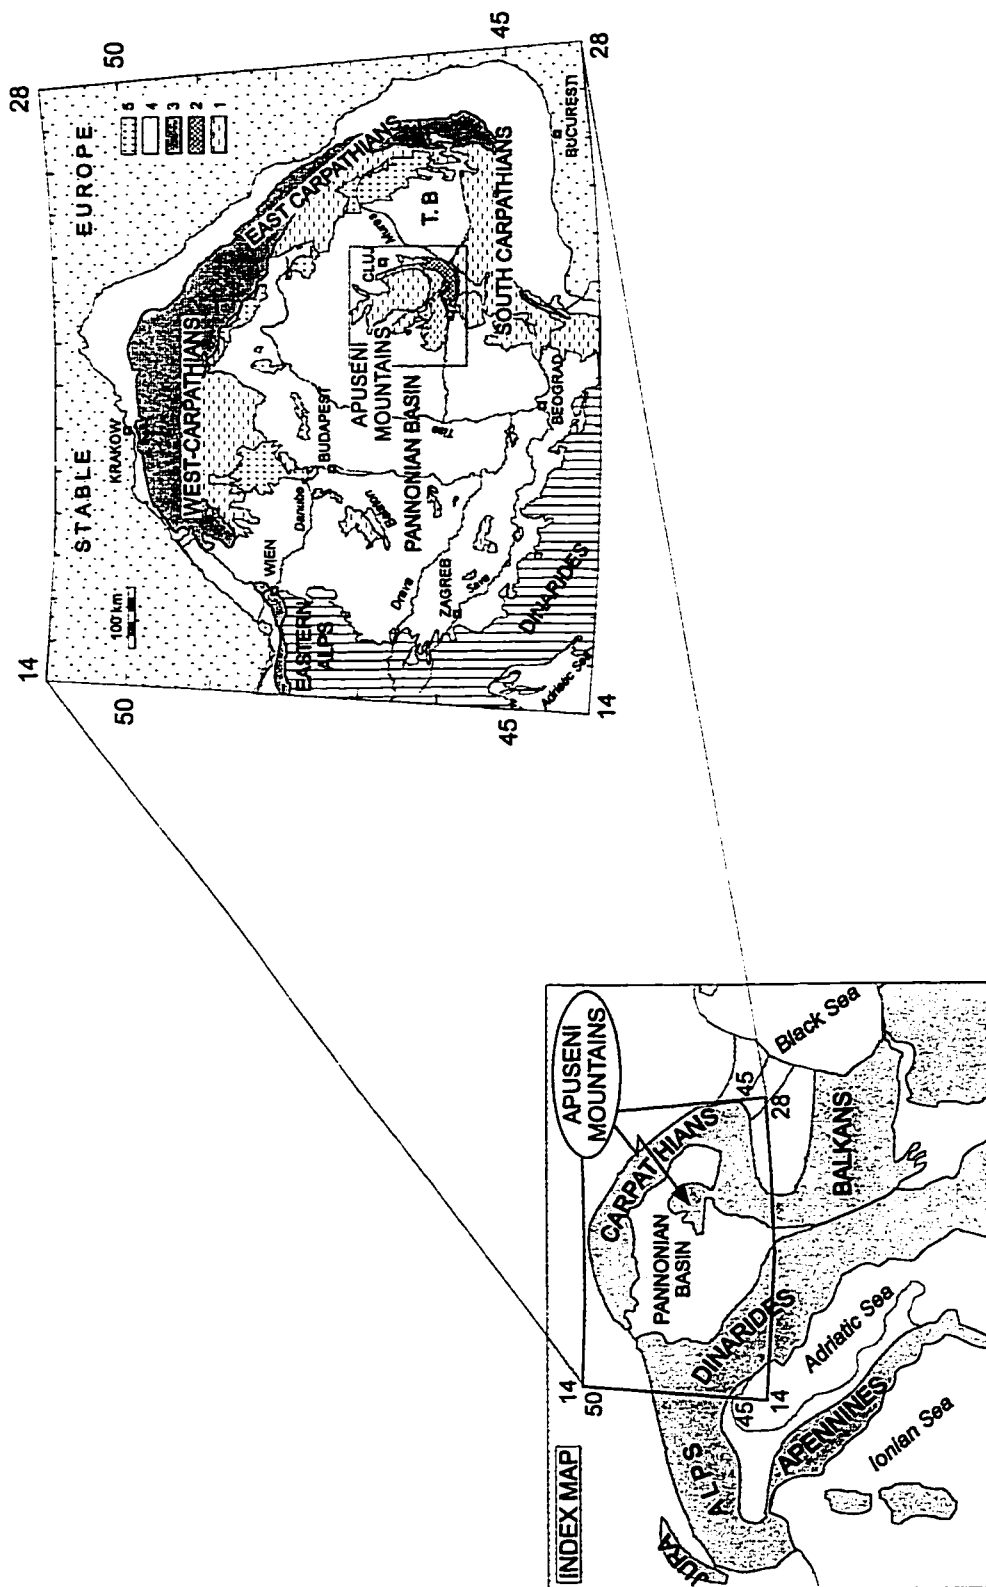 28
50
45
28
STABLE EUROPE
5
4
3
2
1
KRAKOW
100 km
14
50
WEST-CARPATHIANS
EAST CARPATHIANS
WIEN
Danube
BUDAPEST
CLUJ
Mures
T. B
APUSENI
MOUNTAINS
Balaton
PANNONIAN BASIN
EASTERN
ALPS
Drava
ZAGREB
Sava
BEOGRAD
SOUTH CARPATHIANS
BUCURESTI
DINARIDES
Adriatic Sea
45
14
INDEX MAP
14
50
APUSENI
MOUNTAINS
CARPATHIANS
PANNONIAN
BASIN
45
28
Black Sea
JURA
ALPS
DINARIDES
BALKANS
45
14
Adriatic Sea
APENNINES
Ionian Sea